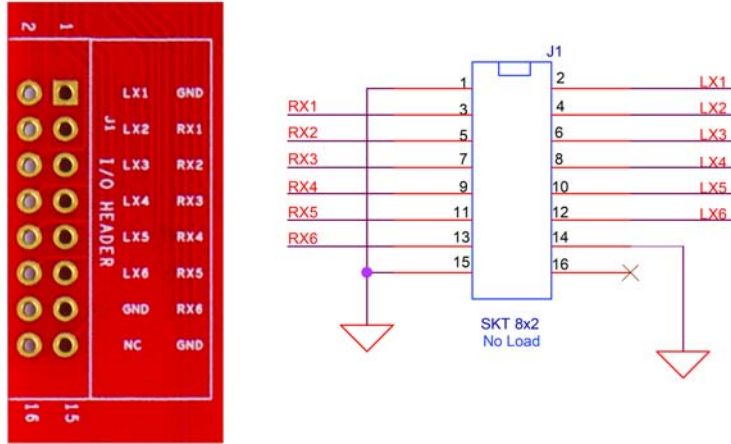 2 1
LX1 GND
LX2 RX1
LX3 RX2
LX4 RX3
LX5 RX4
LX6 RX5
GND RX6
NC GND
J1
I/O HEADER
16 15
J1
1 2 LX1
RX1 3 4 LX2
RX2 5 6 LX3
RX3 7 8 LX4
RX4 9 10 LX5
RX5 11 12 LX6
RX6 13 14
15 16
SKT 8x2
No Load